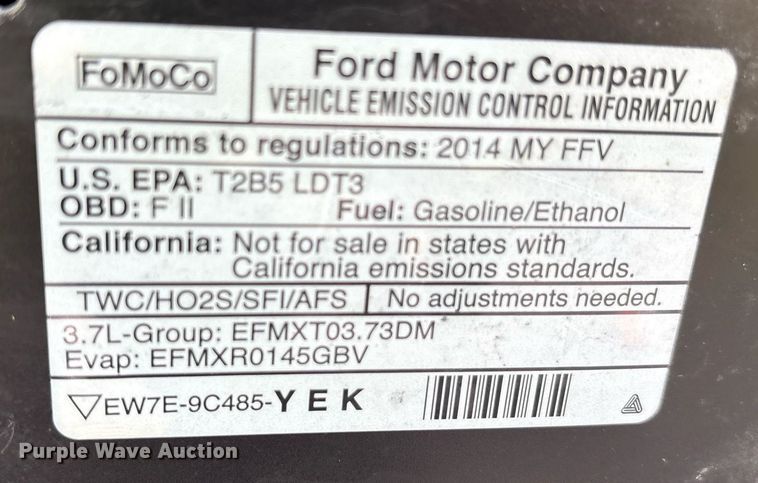 FoMoCo
Ford Motor Company
VEHICLE EMISSION CONTROL INFORMATION
Conforms to regulations: 2014 MY FFV
U.S. EPA: T2B5 LDT3
OBD: F II Fuel: Gasoline/Ethanol
California: Not for sale in states with
California emissions standards.
TWC/HO2S/SFI/AFS No adjustments needed.
3.7L-Group: EFMXT03.73DM
Evap: EFMXR0145GBV
EW7E-9C485-YEK
Purple Wave Auction